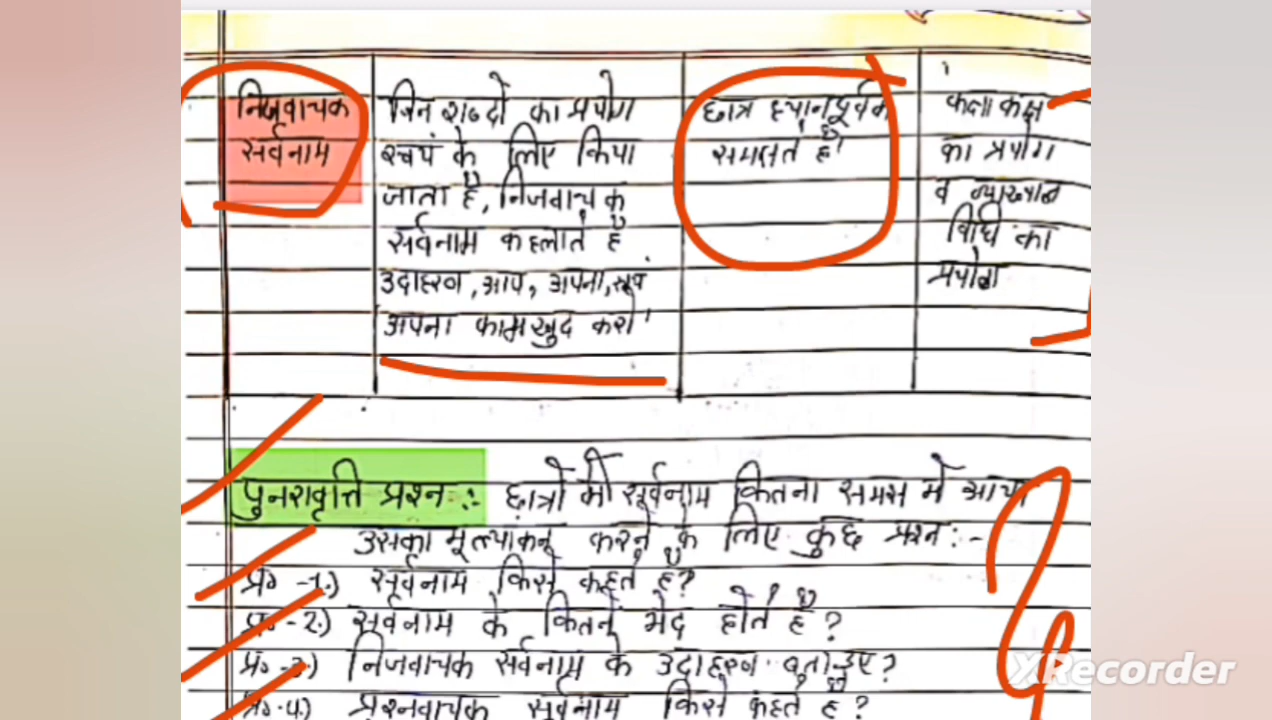 निजवाचक
सर्वनाम
जिन शब्दों का प्रयोग
स्वयं के लिए किया
जाता है, निजवाचक
सर्वनाम कहलाते है
उदाहरण, आप, अपना, स्वयं
अपना काम खुद करो
छात्र ध्यानपूर्वक
समझते है।
कक्ष
का प्रयोग
व व्याख्यान
विधि का
प्रयोग
पुनरावृत्ति प्रश्न :- छात्रों को सर्वनाम कितना समझ में आया
उसका मूल्यांकन करने के लिए कुछ प्रश्न :-
प्र० -1.) सर्वनाम किसे कहते है?
प्र० -2.) सर्वनाम के कितने भेद होते है ?
प्र० -3.) निजवाचक सर्वनाम के उदाहरण बताइए ?
प्र० -4.) प्रश्नवाचक सर्वनाम किसे कहते है ?
XRecorder